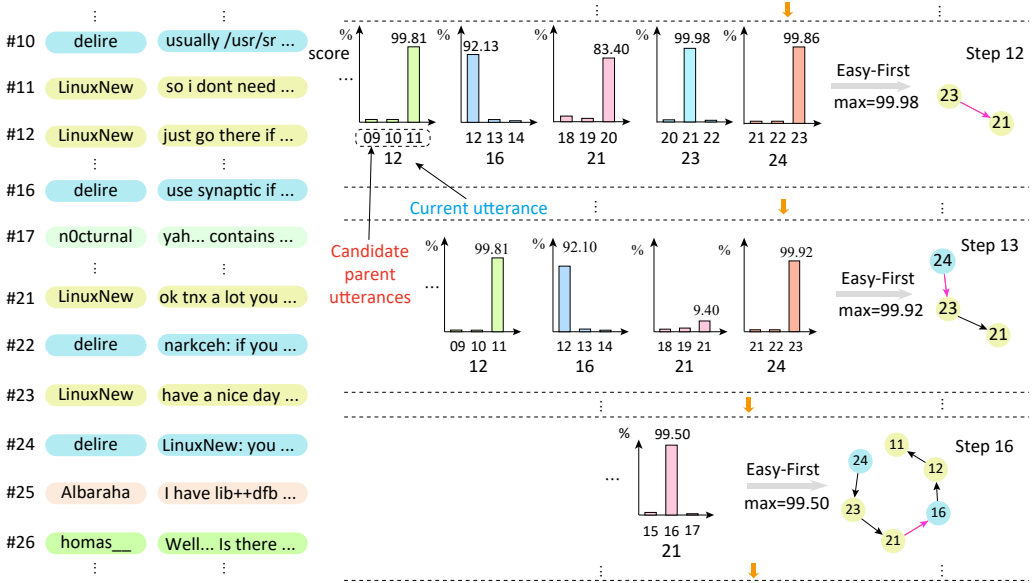 ⋮ ⋮
#10 delire usually /usr/sr ...
#11 LinuxNew so i dont need ...
#12 LinuxNew just go there if ...
⋮ ⋮
#16 delire use synaptic if ...
#17 n0cturnal yah... contains ...
⋮ ⋮
#21 LinuxNew ok tnx a lot you ...
#22 delire narkceh: if you ...
#23 LinuxNew have a nice day ...
#24 delire LinuxNew: you ...
#25 Albaraha I have lib++dfb ...
#26 homas__ Well... Is there ...
⋮ ⋮
⋮ ⋮
score
% 99.81 % 92.13 % 83.40 % 99.98 % 99.86
...
09 10 11 12 13 14 18 19 20 20 21 22 21 22 23
12 16 21 23 24
Easy-First
max=99.98
Step 12
23
21
Current utterance
Candidate
parent
utterances
⋮ ⋮
% 99.81 % 92.10 % 9.40 % 99.92
...
09 10 11 12 13 14 18 19 21 21 22 23
12 16 21 24
Easy-First
max=99.92
Step 13
24
23
21
⋮ ⋮
% 99.50
...
15 16 17
21
Easy-First
max=99.50
Step 16
11
24
12
23
16
21
⋮ ⋮